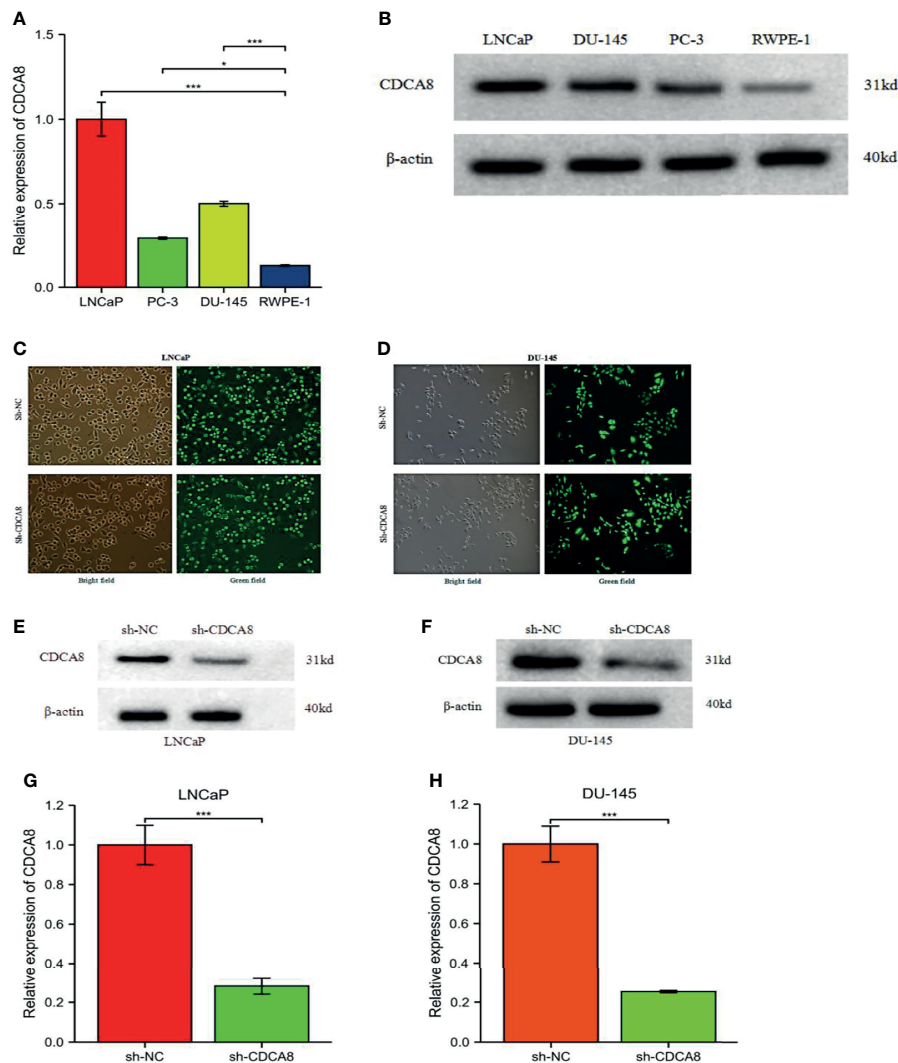 A
Relative expression of CDCA8
1.5
1.0
0.5
0.0
***
*
***
LNCaP PC-3 DU-145 RWPE-1
B
LNCaP DU-145 PC-3 RWPE-1
CDCA8 31kd
β-actin 40kd
C
LNCaP
Sh-NC
Sh-CDCA8
Bright field Green field
D
DU-145
Sh-NC
Sh-CDCA8
Bright field Green field
E
sh-NC sh-CDCA8
CDCA8 31kd
β-actin 40kd
LNCaP
F
sh-NC sh-CDCA8
CDCA8 31kd
β-actin 40kd
DU-145
G
LNCaP
Relative expression of CDCA8
1.2
1.0
0.8
0.6
0.4
0.2
0.0
***
sh-NC sh-CDCA8
H
DU-145
Relative expression of CDCA8
1.2
1.0
0.8
0.6
0.4
0.2
0.0
***
sh-NC sh-CDCA8